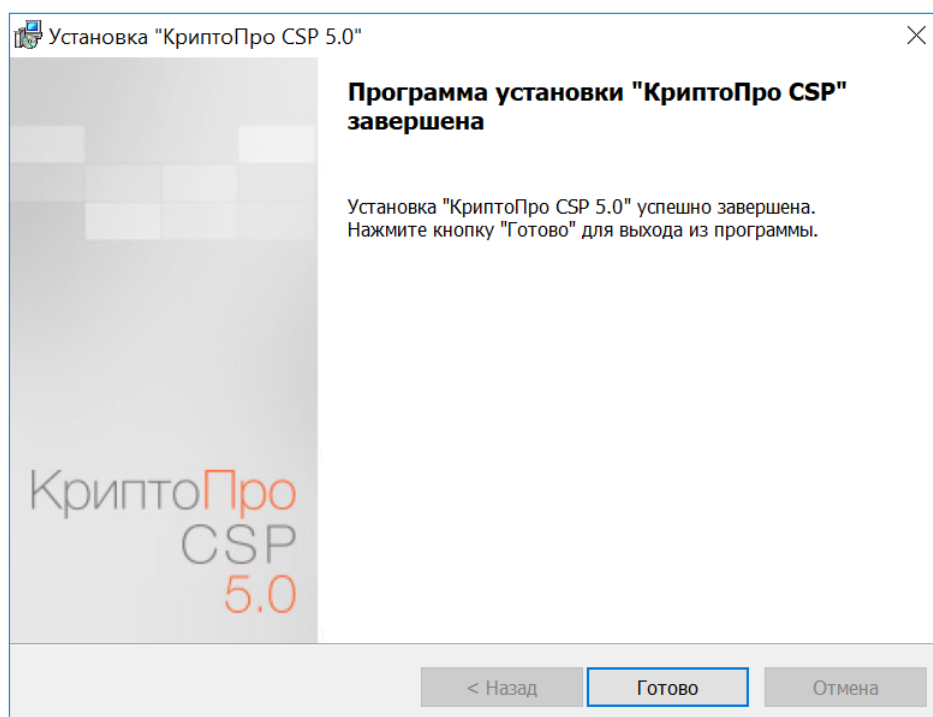 Установка "КриптоПро CSP 5.0"
Программа установки "КриптоПро CSP"
завершена
Установка "КриптоПро CSP 5.0" успешно завершена.
Нажмите кнопку "Готово" для выхода из программы.
КриптоПро
CSP
5.0
< Назад
Готово
Отмена